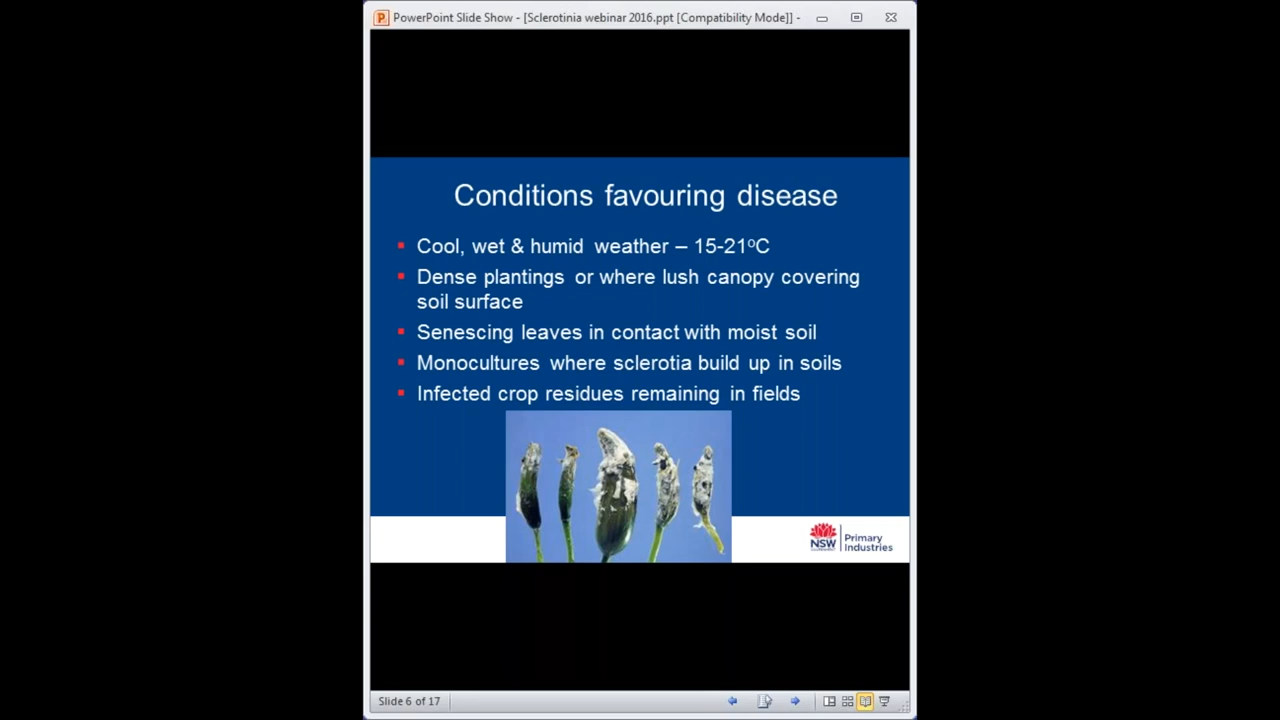 PowerPoint Slide Show - [Sclerotinia webinar 2016.ppt [Compatibility Mode]] -
Conditions favouring disease
Cool, wet & humid weather – 15-21ºC
Dense plantings or where lush canopy covering
soil surface
Senescing leaves in contact with moist soil
Monocultures where sclerotia build up in soils
Infected crop residues remaining in fields
NSW
Primary
Industries
Slide 6 of 17